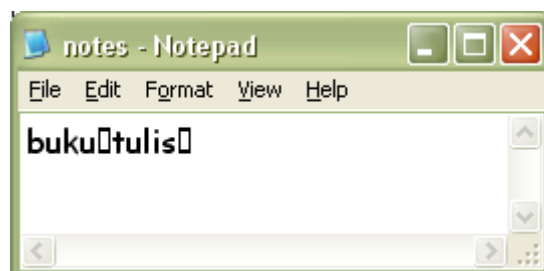 notes - Notepad
File Edit Format View Help
buku▯tulis▯